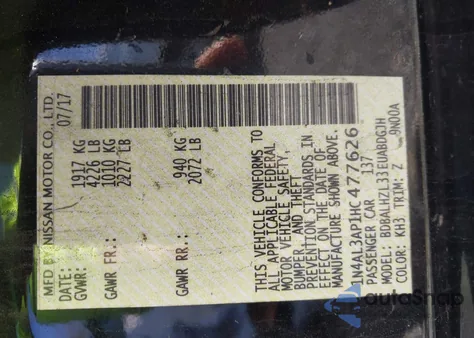 MFD BY NISSAN MOTOR CO., LTD.
DATE: 07/17
GVWR: 1917 KG
4226 LB
GAWR FR.: 1010 KG
2227 LB
GAWR RR.: 940 KG
2072 LB
THIS VEHICLE CONFORMS TO
ALL APPLICABLE FEDERAL
MOTOR VEHICLE SAFETY,
BUMPER, AND THEFT
PREVENTION STANDARDS IN
EFFECT ON THE DATE OF
MANUFACTURE SHOWN ABOVE.
1N4AL3AP1HC477626
PASSENGER CAR 137
MODEL: BDBALHZL33EUABDG1H
COLOR: KH3 TRIM: Z 9N00A
autoSnap